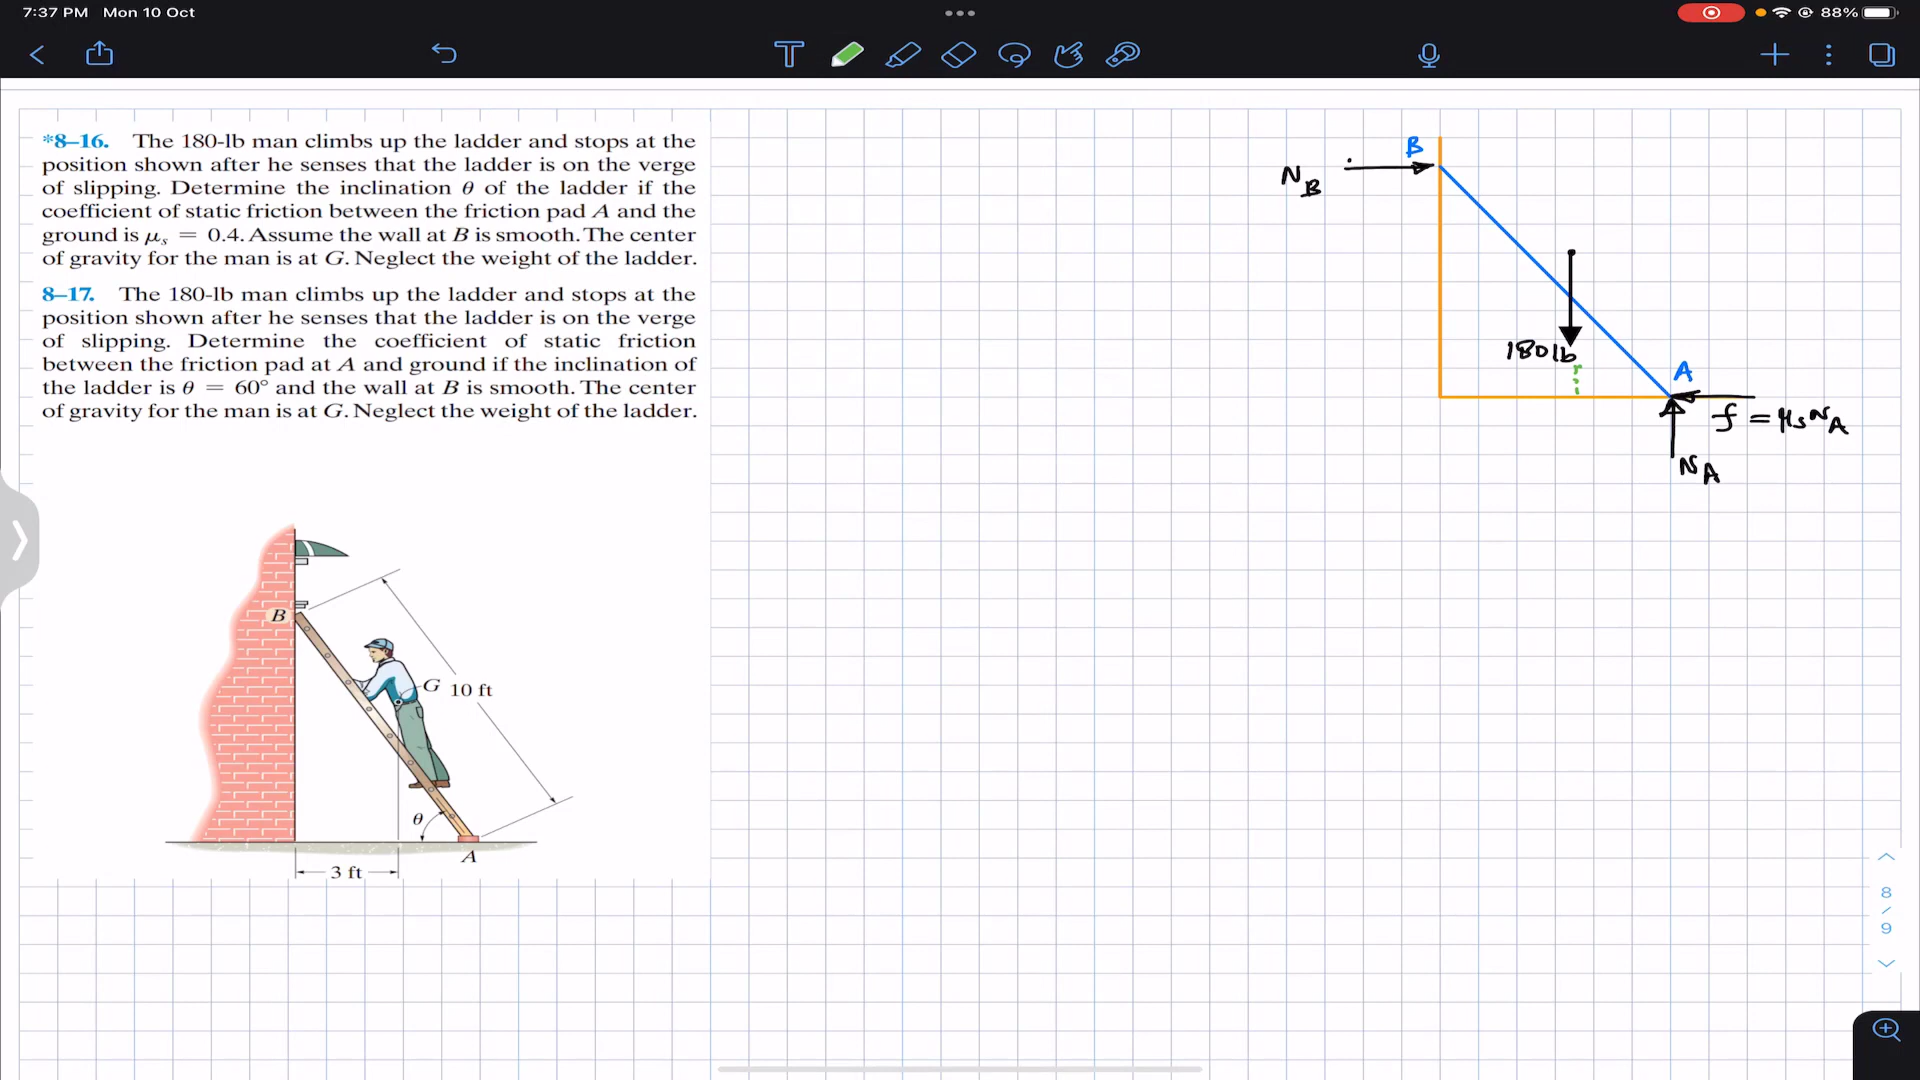 7:37 PM Mon 10 Oct
88%
*8–16. The 180-lb man climbs up the ladder and stops at the
position shown after he senses that the ladder is on the verge
of slipping. Determine the inclination θ of the ladder if the
coefficient of static friction between the friction pad A and the
ground is μs = 0.4. Assume the wall at B is smooth. The center
of gravity for the man is at G. Neglect the weight of the ladder.
8–17. The 180-lb man climbs up the ladder and stops at the
position shown after he senses that the ladder is on the verge
of slipping. Determine the coefficient of static friction
between the friction pad at A and ground if the inclination of
the ladder is θ = 60° and the wall at B is smooth. The center
of gravity for the man is at G. Neglect the weight of the ladder.
B
G
10 ft
θ
A
3 ft
B
NB
180lb
A
f = μsNA
NA
8
/
9